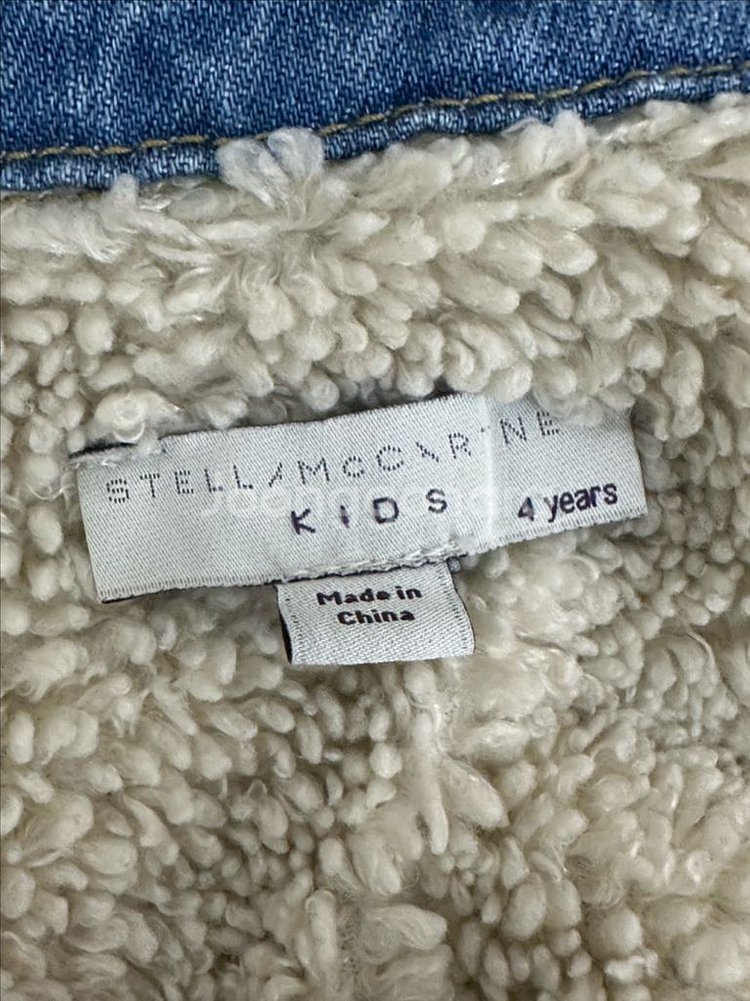 STELLA McCARTNEY
KIDS 4 years
Made in
China